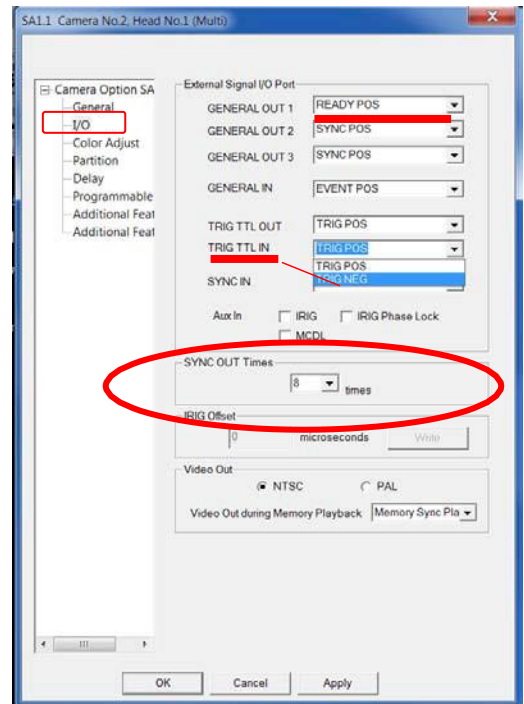 SA1.1 Camera No.2, Head No.1 (Multi)
Camera Option SA
General
I/O
Color Adjust
Partition
Delay
Programmable
Additional Feat
Additional Feat
External Signal I/O Port
GENERAL OUT 1 READY POS
GENERAL OUT 2 SYNC POS
GENERAL OUT 3 SYNC POS
GENERAL IN EVENT POS
TRIG TTL OUT TRIG POS
TRIG TTL IN TRIG POS
TRIG POS
TRIG NEG
SYNC IN
Aux In IRIG IRIG Phase Lock
MCDL
SYNC OUT Times
8 times
IRIG Offset
0 microseconds Write
Video Out
NTSC PAL
Video Out during Memory Playback Memory Sync Pla
OK Cancel Apply